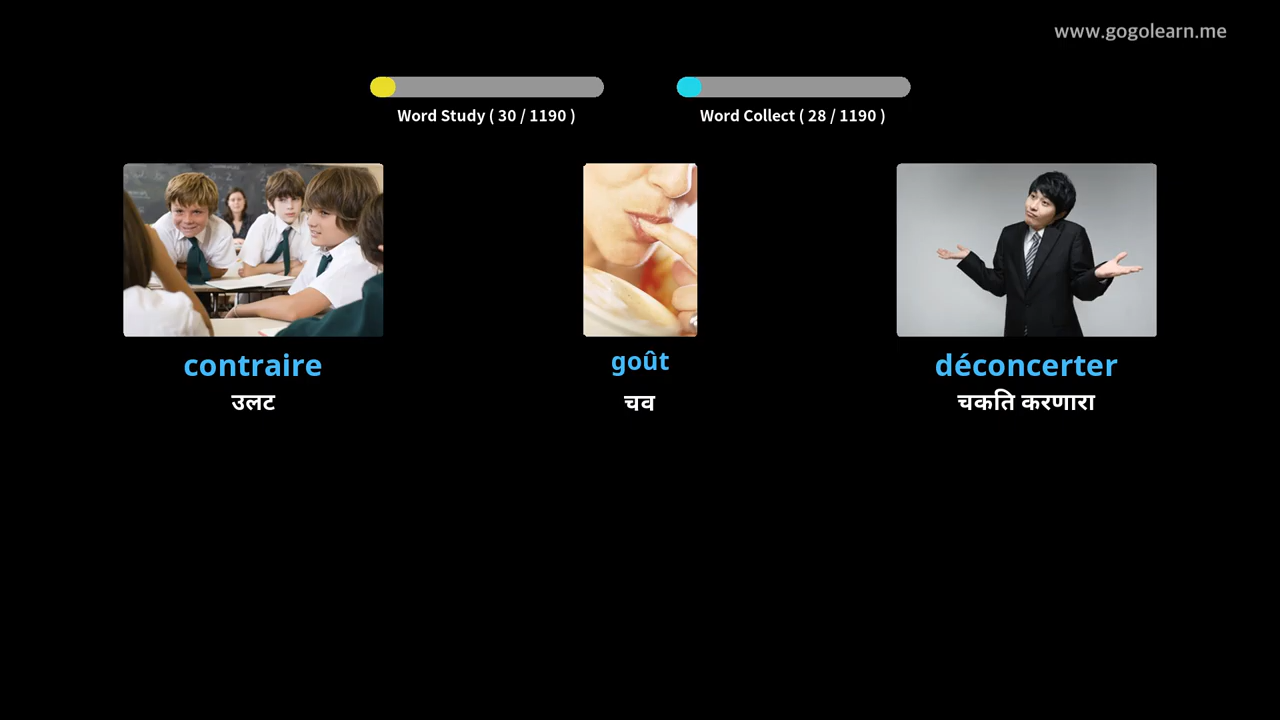 www.gogolearn.me
Word Study ( 30 / 1190 )
Word Collect ( 28 / 1190 )
contraire
goût
déconcerter
उलट
चव
चकति करणारा